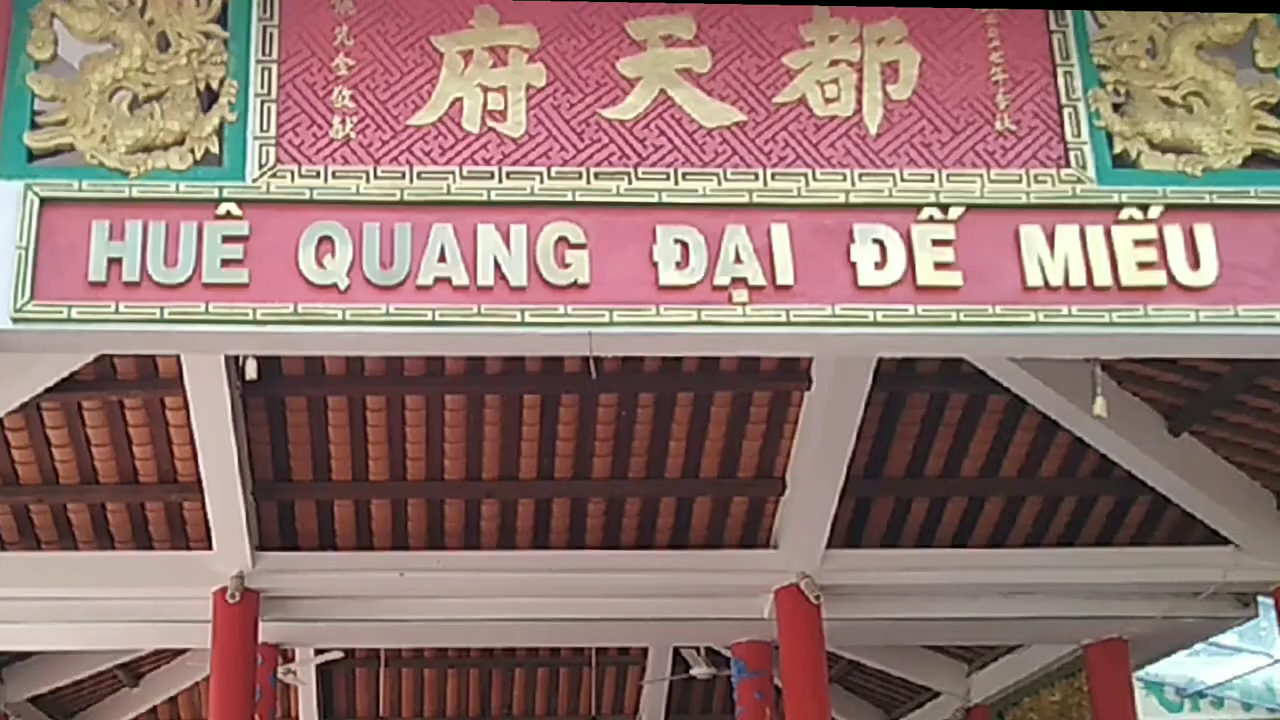 都天府
HUÊ QUANG ĐẠI ĐẾ MIẾU